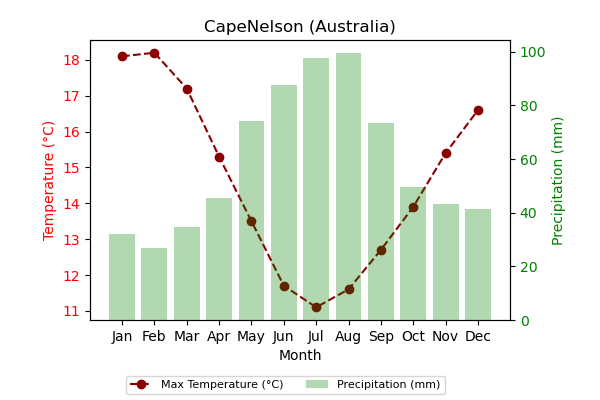 CapeNelson (Australia)
Temperature (°C)
18
17
16
15
14
13
12
11
100
80
60
40
20
0
Precipitation (mm)
Jan Feb Mar Apr May Jun Jul Aug Sep Oct Nov Dec
Month
Max Temperature (°C) Precipitation (mm)